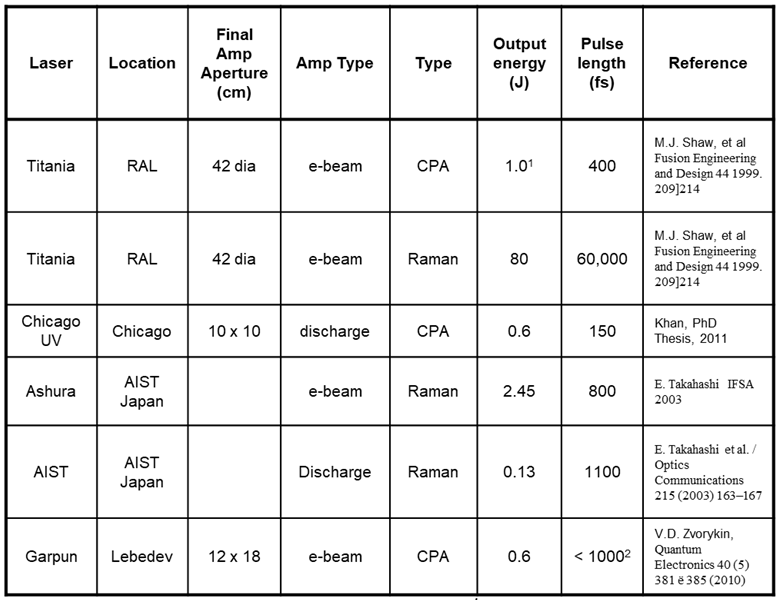 Laser
Location
Final
Amp
Aperture
(cm)
Amp Type
Type
Output
energy
(J)
Pulse
length
(fs)
Reference
Titania
RAL
42 dia
e-beam
CPA
1.0¹
400
M.J. Shaw, et al
Fusion Engineering
and Design 44 1999.
209]214
Titania
RAL
42 dia
e-beam
Raman
80
60,000
M.J. Shaw, et al
Fusion Engineering
and Design 44 1999.
209]214
Chicago
UV
Chicago
10 x 10
discharge
CPA
0.6
150
Khan, PhD
Thesis, 2011
Ashura
AIST
Japan
e-beam
Raman
2.45
800
E. Takahashi IFSA
2003
AIST
AIST
Japan
Discharge
Raman
0.13
1100
E. Takahashi et al. /
Optics
Communications
215 (2003) 163–167
Garpun
Lebedev
12 x 18
e-beam
CPA
0.6
< 1000²
V.D. Zvorykin,
Quantum
Electronics 40 (5)
381 ë 385 (2010)